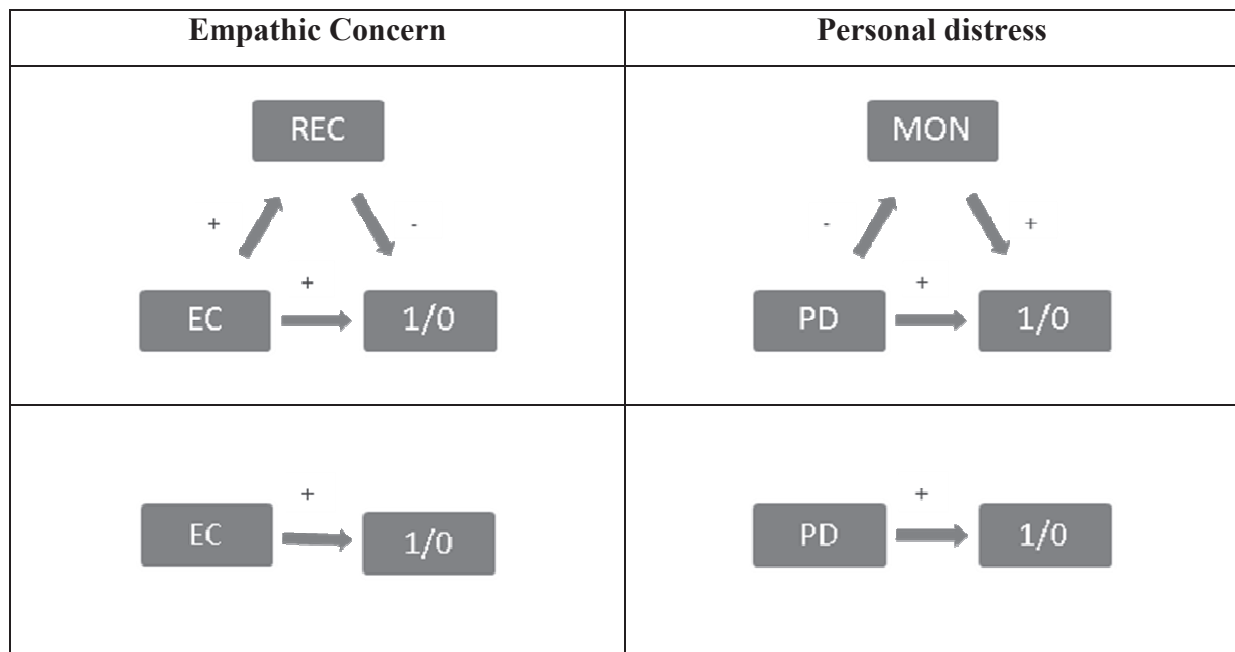 Empathic Concern
Personal distress
REC
+
-
+
EC
1/0
MON
-
+
+
PD
1/0
+
EC
1/0
+
PD
1/0